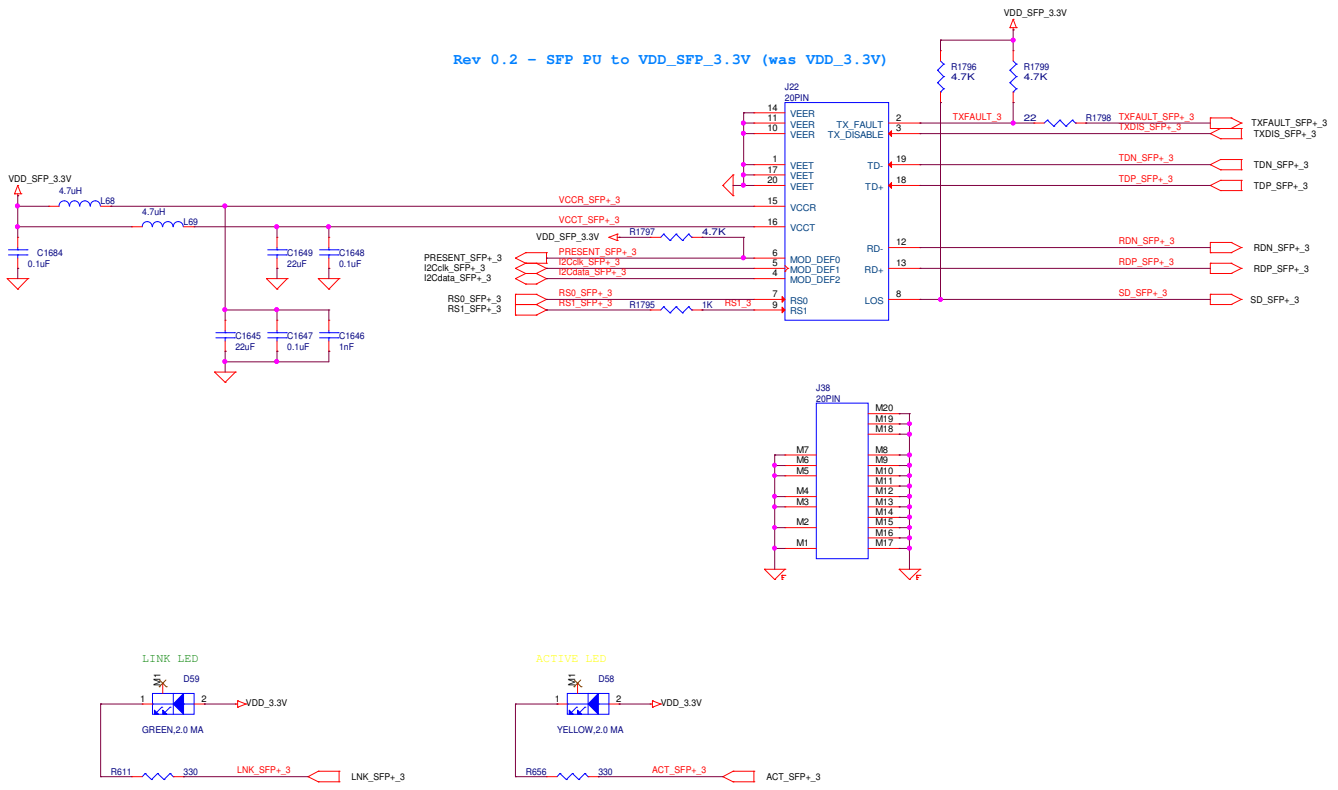 VDD_SFP_3.3V
Rev 0.2 - SFP PU to VDD_SFP_3.3V (was VDD_3.3V)
R1796
4.7K
R1799
4.7K
J22
20PIN
14 VEER
11 VEER
10 VEER
1 VEET
17 VEET
20 VEET
15 VCCR
16 VCCT
6 MOD_DEF0
5 MOD_DEF1
4 MOD_DEF2
7 RS0
9 RS1
TX_FAULT 2
TX_DISABLE 3
TD- 19
TD+ 18
RD- 12
RD+ 13
LOS 8
TXFAULT_3 22 R1798 TXFAULT_SFP+_3 TXFAULT_SFP+_3
TXDIS_SFP+_3 TXDIS_SFP+_3
TDN_SFP+_3 TDN_SFP+_3
TDP_SFP+_3 TDP_SFP+_3
RDN_SFP+_3 RDN_SFP+_3
RDP_SFP+_3 RDP_SFP+_3
SD_SFP+_3 SD_SFP+_3
VDD_SFP_3.3V
4.7uH L68
4.7uH L69
VCCR_SFP+_3
VCCT_SFP+_3
C1684
0.1uF
C1649
22uF
C1648
0.1uF
VDD_SFP_3.3V R1797 4.7K
PRESENT_SFP+_3 PRESENT_SFP+_3
I2Cclk_SFP+_3 I2Cclk_SFP+_3
I2Cdata_SFP+_3 I2Cdata_SFP+_3
RS0_SFP+_3 RS0_SFP+_3
RS1_SFP+_3 RS1_SFP+_3 R1795 1K RS1_3
C1645
22uF
C1647
0.1uF
C1646
1nF
J38
20PIN
M20
M19
M18
M7 M8
M6 M9
M5 M10
M11
M4 M12
M3 M13
M14
M2 M15
M16
M1 M17
LINK LED
M1
D59
1 2 VDD_3.3V
GREEN,2.0 MA
R611 330 LNK_SFP+_3 LNK_SFP+_3
ACTIVE LED
M1
D58
1 2 VDD_3.3V
YELLOW,2.0 MA
R656 330 ACT_SFP+_3 ACT_SFP+_3